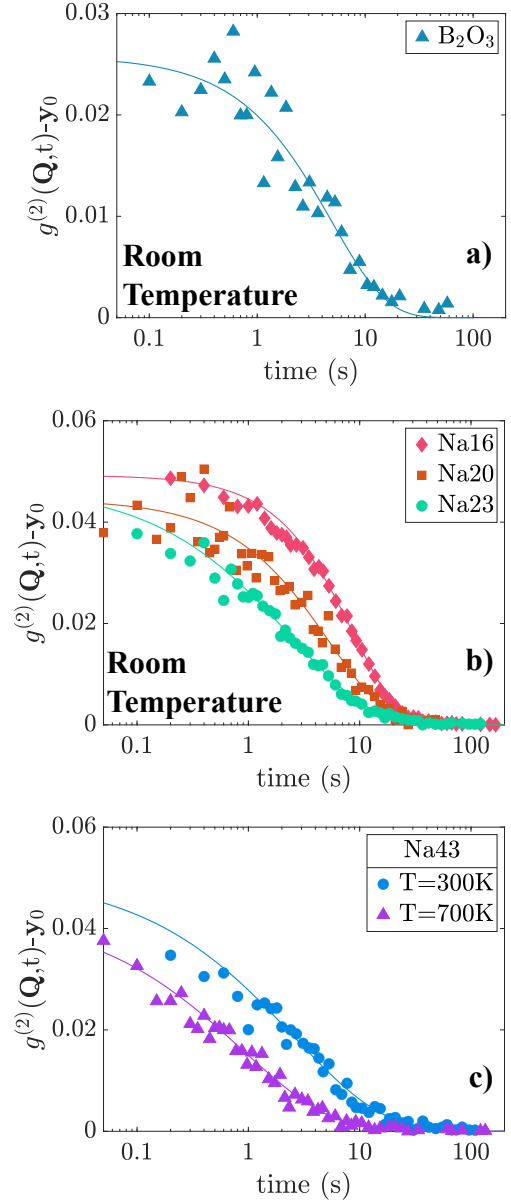 0.03
B₂O₃
0.02
g⁽²⁾(Q,t)-y₀
0.01
Room
Temperature
a)
0
0.1 1 10 100
time (s)
0.06
Na16
Na20
Na23
0.04
g⁽²⁾(Q,t)-y₀
0.02
Room
Temperature
b)
0
0.1 1 10 100
time (s)
0.06
Na43
T=300K
T=700K
0.04
g⁽²⁾(Q,t)-y₀
0.02
c)
0
0.1 1 10 100
time (s)